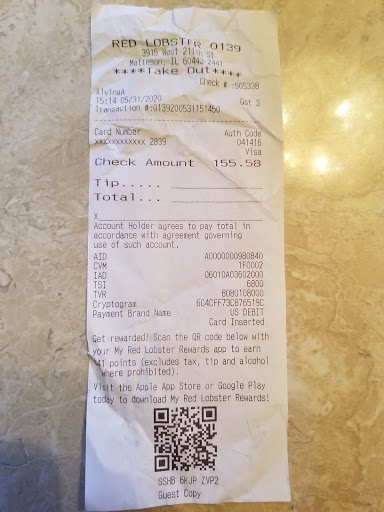 RED LOBSTER 0139
3915 West 211th St
Matteson, IL 60443-2441
****Take Out****
Check #:505338
AlvinaA
15:14 05/31/2020 Gst 3
Transaction #:0139200531151450
Card Number Auth Code
xxxxxxxxxxxx 2899 041416
Visa
Check Amount 155.58
Tip.....
Total...
X
Account Holder agrees to pay total in
accordance with agreement governing
use of such account.
AID A0000000980840
CVM 1F0002
IAD 06010A03602000
TSI 6800
TVR 8080108000
Cryptogram 6C4CFF73C876519C
Payment Brand Name US DEBIT
Card Inserted
Get rewarded! Scan the QR code below with
your My Red Lobster Rewards app to earn
141 points (excludes tax, tip and alcohol
where prohibited).
Visit the Apple App Store or Google Play
today to download My Red Lobster Rewards!
SSHB 6KJP ZVP2
Guest Copy